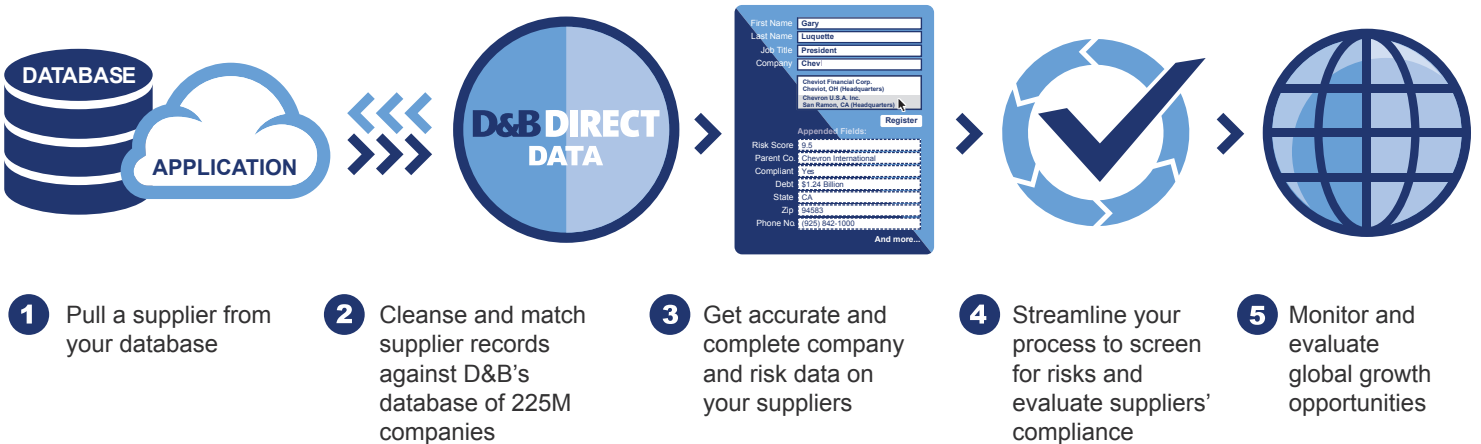 DATABASE
APPLICATION
D&B DIRECT
DATA
First Name Gary
Last Name Luquette
Job Title President
Company Chev
Cheviot Financial Corp.
Cheviot, OH (Headquarters)
Chevron U.S.A. Inc.
San Ramon, CA (Headquarters)
Register
Appended Fields:
Risk Score 9.5
Parent Co. Chevron International
Compliant Yes
Debt $1.24 Billion
State CA
Zip 94583
Phone No. (925) 842-1000
And more...
1 Pull a supplier from
your database
2 Cleanse and match
supplier records
against D&B's
database of 225M
companies
3 Get accurate and
complete company
and risk data on
your suppliers
4 Streamline your
process to screen
for risks and
evaluate suppliers'
compliance
5 Monitor and
evaluate
global growth
opportunities